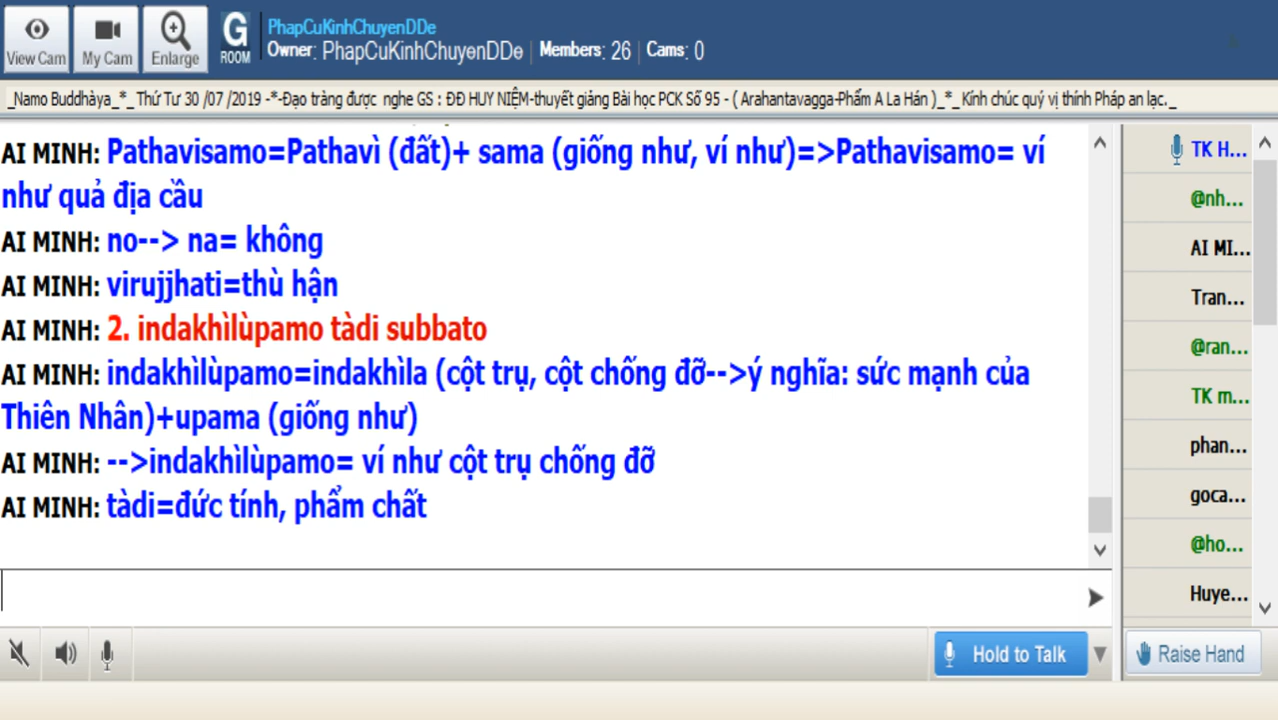 PhapCuKinhChuyenDDe
Owner: PhapCuKinhChuyenDDe | Members: 26 | Cams: 0
View Cam
My Cam
Enlarge
G
ROOM
_Namo Buddhàya_*_ Thứ Tư 30 /07 /2019 -*-Đạo tràng được nghe GS : ĐĐ HUY NIỆM-thuyết giảng Bài học PCK Số 95 - ( Arahantavagga-Phẩm A La Hán )_*_ Kính chúc quý vị thính Pháp an lạc._
AI MINH: Pathavisamo=Pathavì (đất)+ sama (giống như, ví như)=>Pathavisamo= ví
như quả địa cầu
AI MINH: no--> na= không
AI MINH: virujjhati=thù hận
AI MINH: 2. indakhìlùpamo tàdi subbato
AI MINH: indakhìlùpamo=indakhìla (cột trụ, cột chống đỡ-->ý nghĩa: sức mạnh của
Thiên Nhân)+upama (giống như)
AI MINH: -->indakhìlùpamo= ví như cột trụ chống đỡ
AI MINH: tàdi=đức tính, phẩm chất
TK H...
@nh...
AI MI...
Tran...
@ran...
TK m...
phan...
goca...
@ho...
Huye...
Hold to Talk
Raise Hand